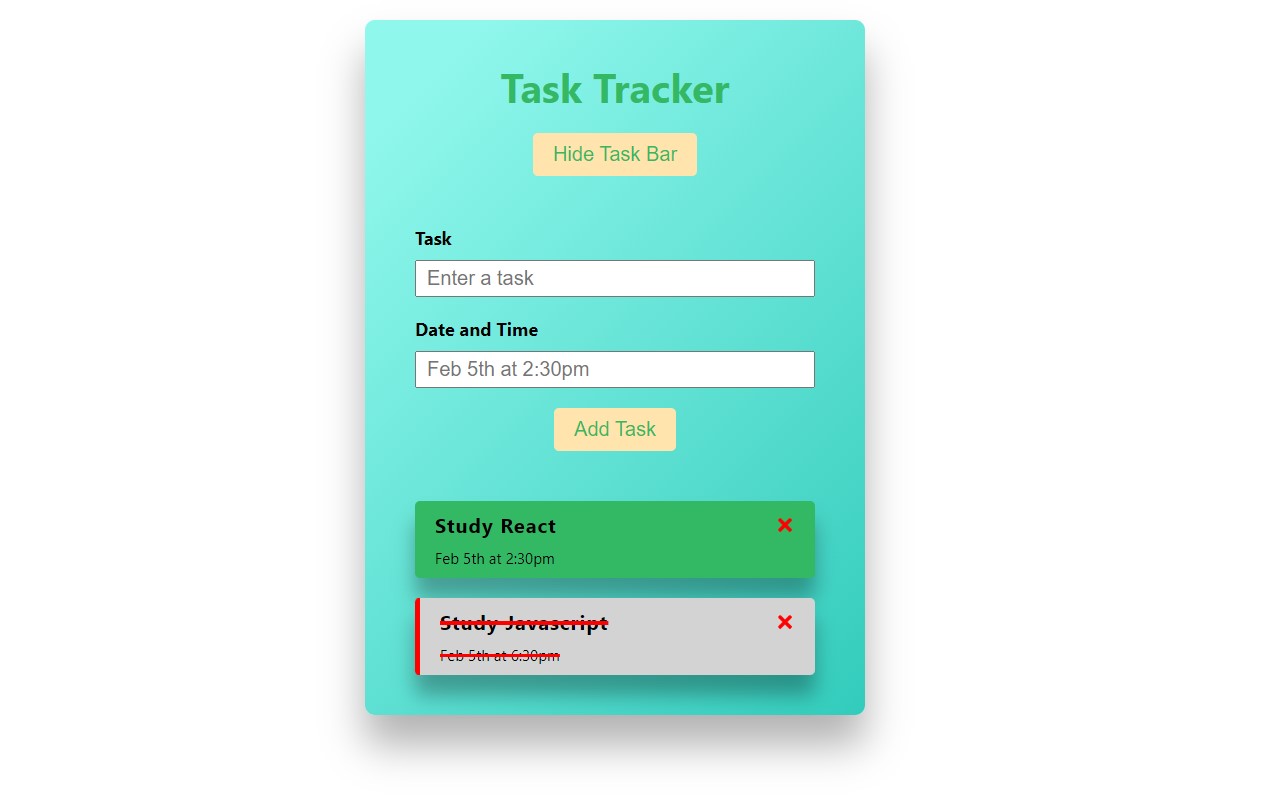 Task Tracker
Hide Task Bar
Task
Enter a task
Date and Time
Feb 5th at 2:30pm
Add Task
Study React
Feb 5th at 2:30pm
Study Javascript
Feb 5th at 6:30pm